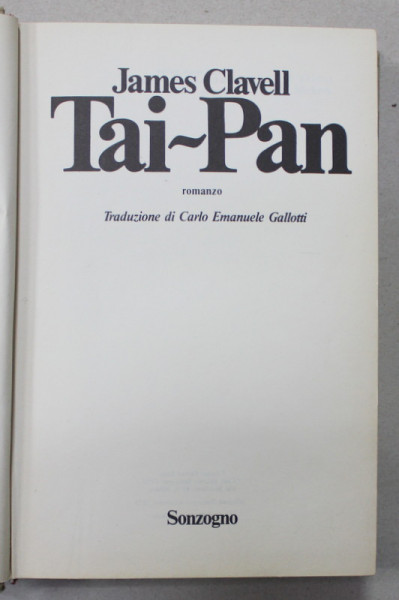 James Clavell
Tai~Pan
romanzo
Traduzione di Carlo Emanuele Gallotti
Sonzogno